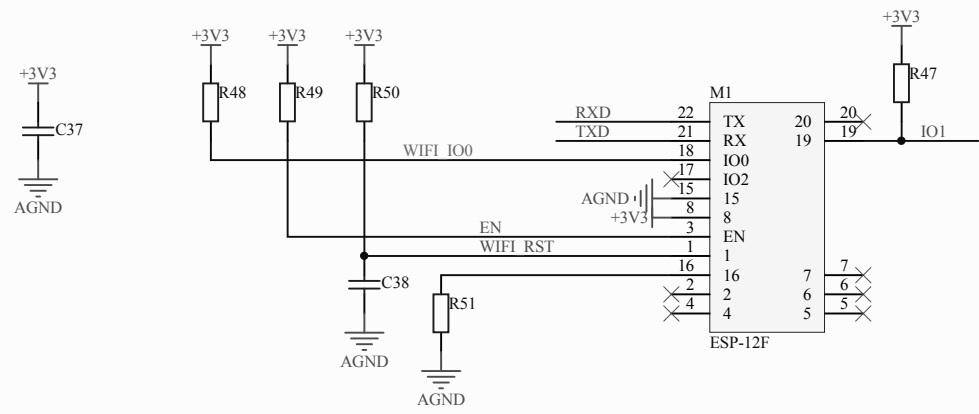 +3V3
+3V3
+3V3
+3V3
+3V3
R48
R49
R50
R47
C37
AGND
M1
RXD
22
TX
20
20
TXD
21
RX
19
19
IO1
WIFI_IO0
18
IO0
17
IO2
AGND
15
15
+3V3
8
8
EN
3
EN
WIFI_RST
1
1
16
16
7
7
C38
2
2
6
6
R51
4
4
5
5
ESP-12F
AGND
AGND